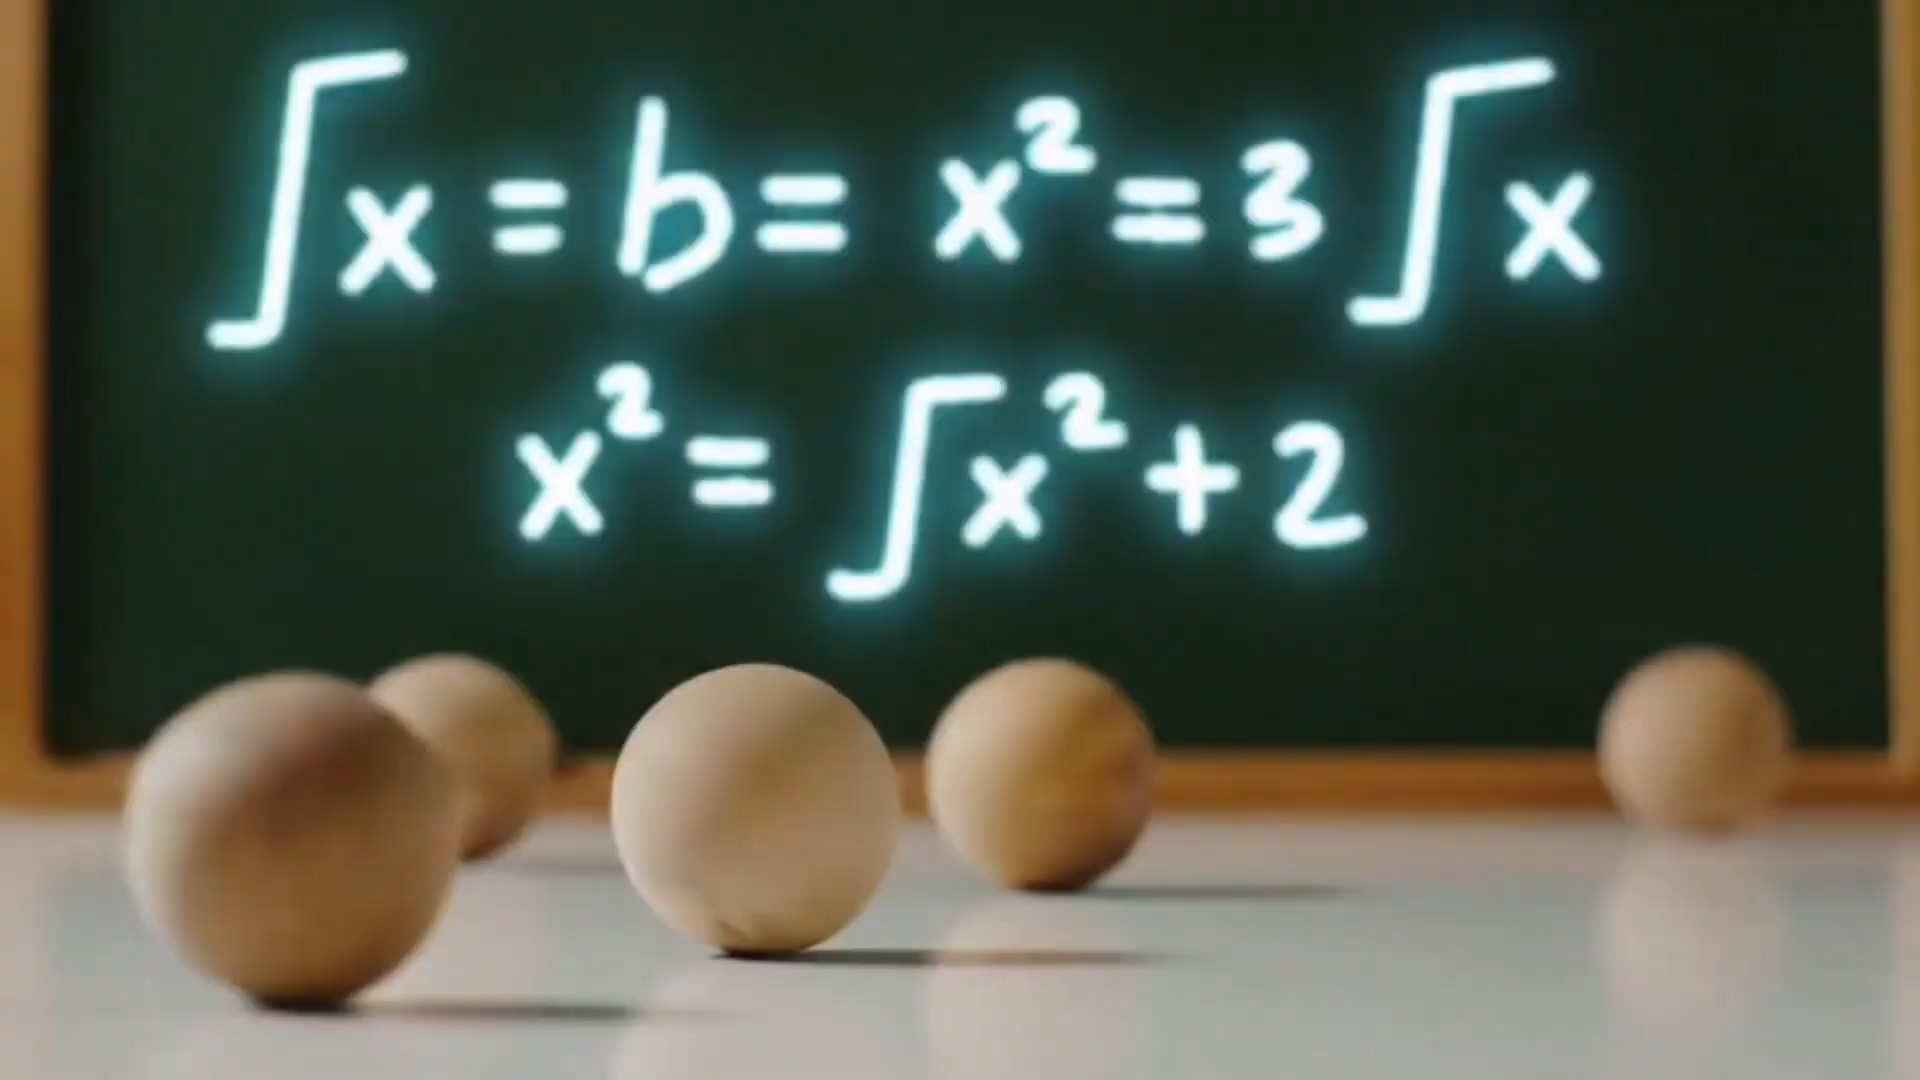 ∫x = b = x² = 3∫x
x² = ∫x² + 2